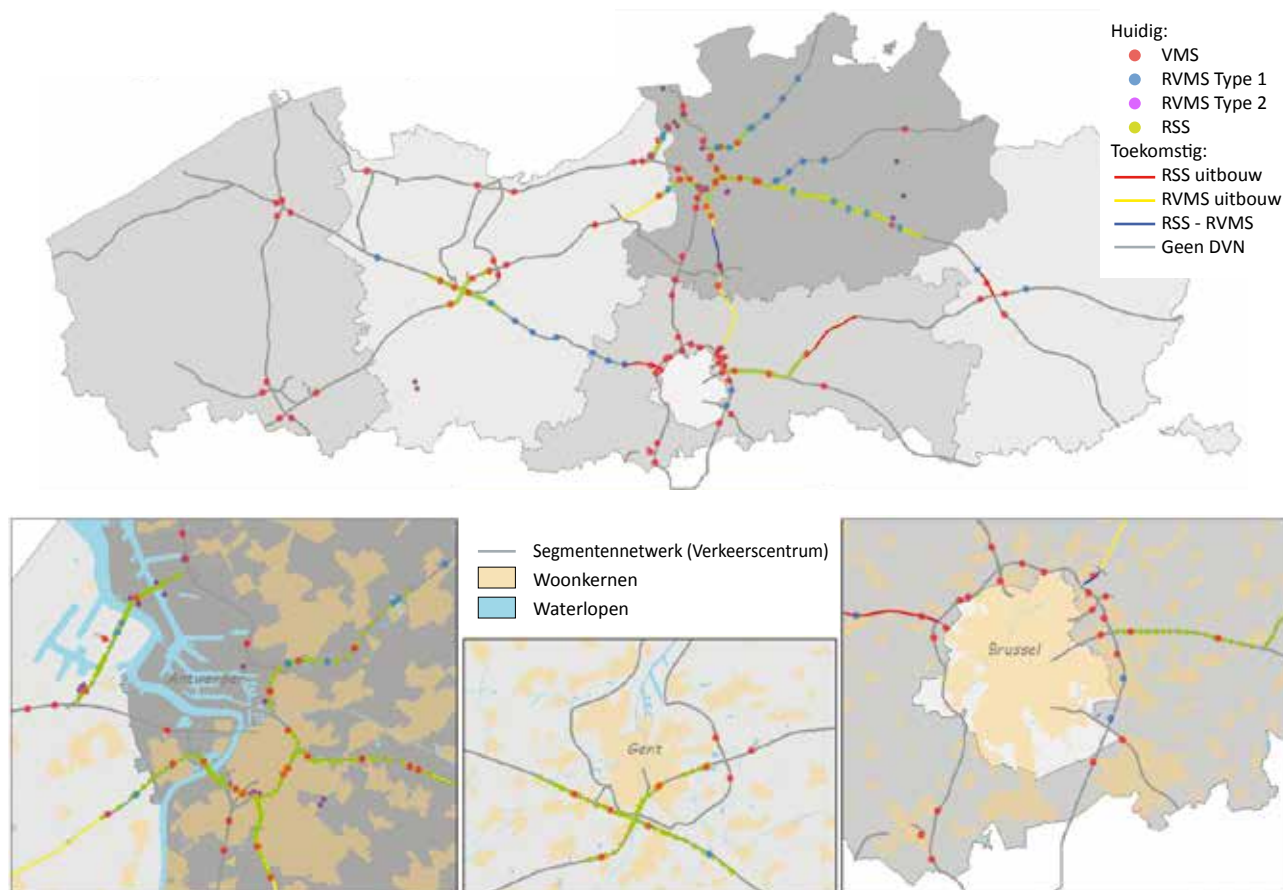 Huidig:
VMS
RVMS Type 1
RVMS Type 2
RSS
Toekomstig:
RSS uitbouw
RVMS uitbouw
RSS - RVMS
Geen DVN
Segmentennetwerk (Verkeerscentrum)
Woonkernen
Waterlopen
Antwerpen
Gent
Brussel